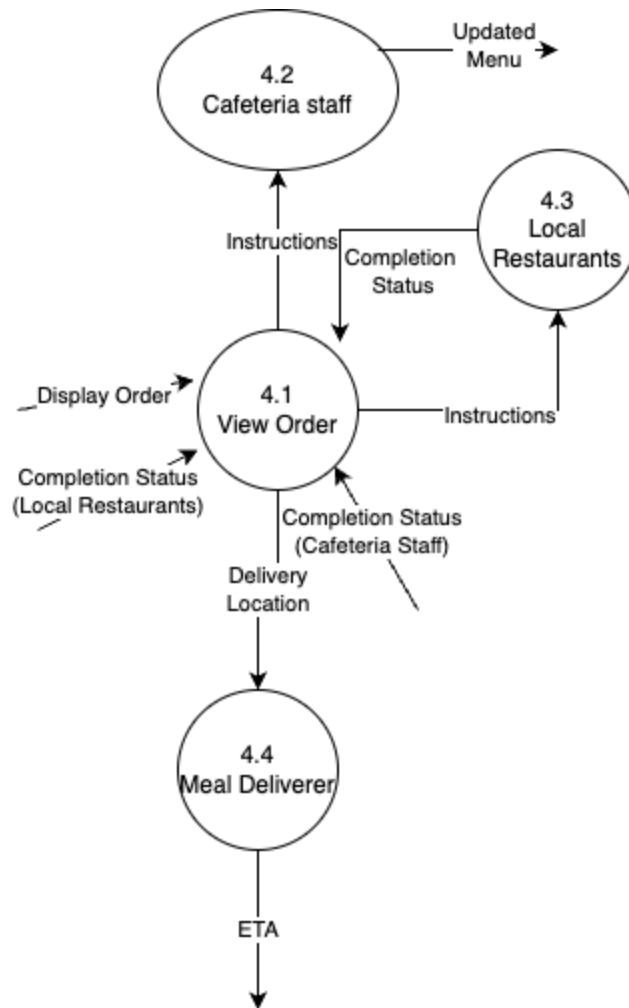 Updated
Menu
4.2
Cafeteria staff
4.3
Local
Restaurants
Instructions
Completion
Status
4.1
View Order
Display Order
Instructions
Completion Status
(Local Restaurants)
Completion Status
(Cafeteria Staff)
Delivery
Location
4.4
Meal Deliverer
ETA